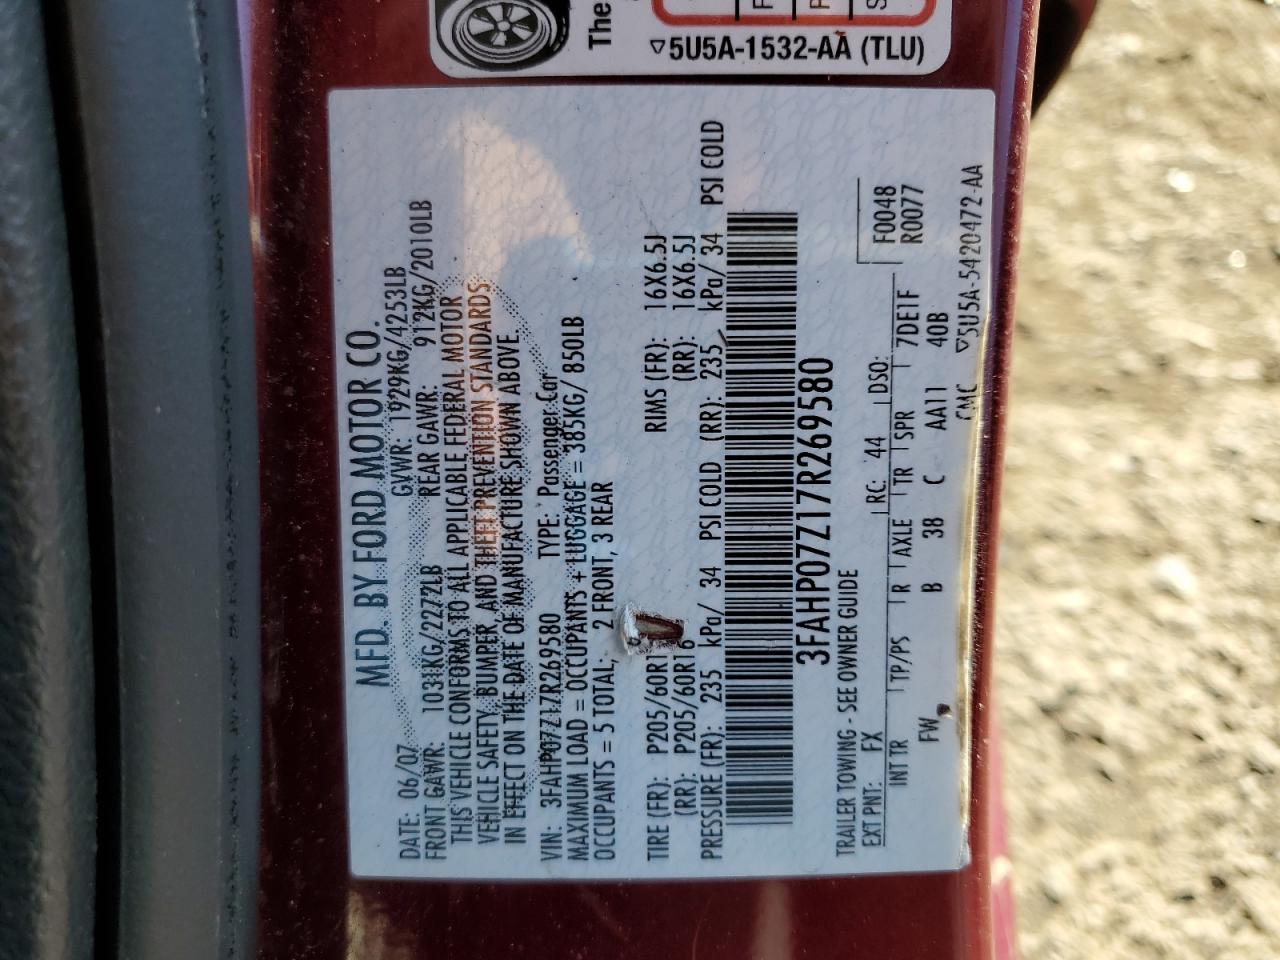 The
▽5U5A-1532-AA (TLU)
MFD. BY FORD MOTOR CO.
DATE: 06/07 GVWR: 1929KG/4253LB
FRONT GAWR: 1031KG/2272LB REAR GAWR: 912KG/2010LB
THIS VEHICLE CONFORMS TO ALL APPLICABLE FEDERAL MOTOR
VEHICLE SAFETY, BUMPER, AND THEFT PREVENTION STANDARDS
IN EFFECT ON THE DATE OF MANUFACTURE SHOWN ABOVE
VIN: 3FAHP07Z17R269580 TYPE: Passenger Car
MAXIMUM LOAD = OCCUPANTS + LUGGAGE = 385KG/ 850LB
OCCUPANTS = 5 TOTAL, 2 FRONT, 3 REAR
TIRE (FR): P205/60R16 RIMS (FR): 16X6.5J
(RR): P205/60R16 (RR): 16X6.5J
PRESSURE (FR): 235 kPa/ 34 PSI COLD (RR): 235 kPa/ 34 PSI COLD
3FAHP07Z17R269580
F0048
R0077
TRAILER TOWING - SEE OWNER GUIDE
EXT PNT: FX RC: 44 DSO:
INT TR TP/PS R AXLE TR SPR 7DE1F
FW B 38 C AA11 40B
CMC ▽5U5A-5420472-AA